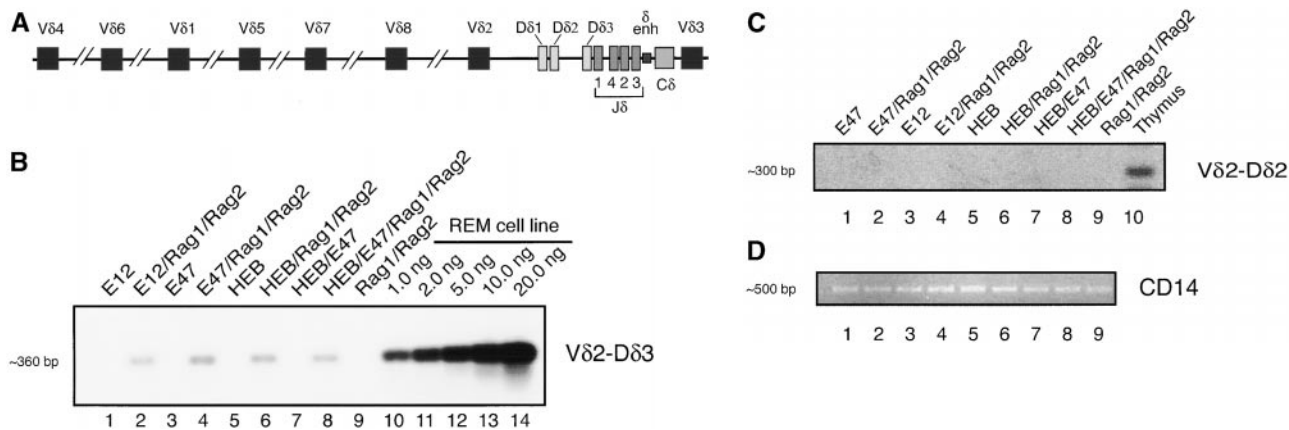 A
Vδ4 Vδ6 Vδ1 Vδ5 Vδ7 Vδ8 Vδ2 Dδ1 Dδ2 Dδ3 δ enh Vδ3
1 4 2 3 Cδ
Jδ
B
E12
E12/Rag1/Rag2
E47
E47/Rag1/Rag2
HEB
HEB/Rag1/Rag2
HEB/E47
HEB/E47/Rag1/Rag2
Rag1/Rag2
REM cell line
1.0 ng
2.0 ng
5.0 ng
10.0 ng
20.0 ng
~360 bp
Vδ2-Dδ3
1 2 3 4 5 6 7 8 9 10 11 12 13 14
C
E47
E47/Rag1/Rag2
E12
E12/Rag1/Rag2
HEB
HEB/Rag1/Rag2
HEB/E47
HEB/E47/Rag1/Rag2
Rag1/Rag2
Thymus
~300 bp
Vδ2-Dδ2
1 2 3 4 5 6 7 8 9 10
D
~500 bp
CD14
1 2 3 4 5 6 7 8 9